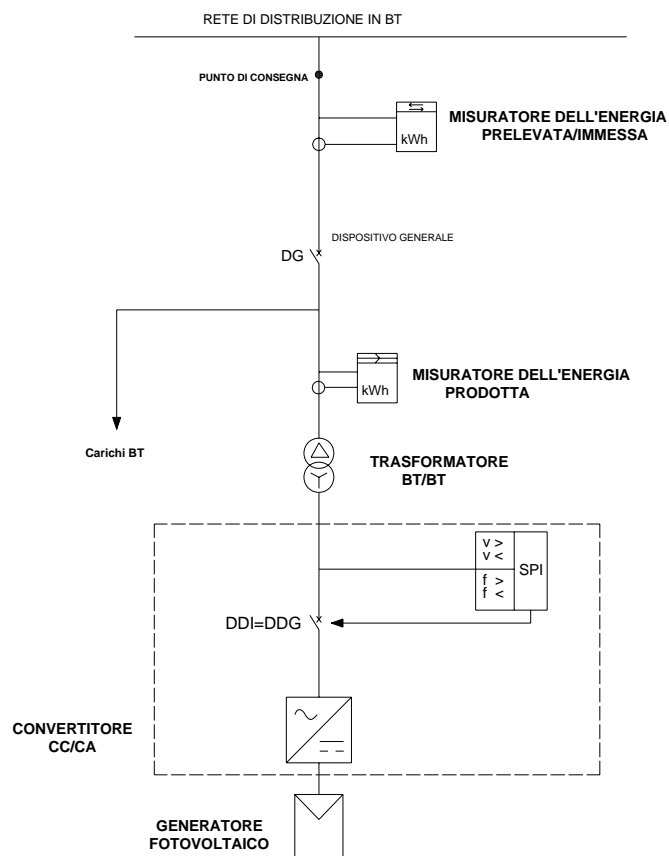 RETE DI DISTRIBUZIONE IN BT
PUNTO DI CONSEGNA
MISURATORE DELL'ENERGIA
PRELEVATA/IMMESSA
kWh
DISPOSITIVO GENERALE
DG
MISURATORE DELL'ENERGIA
PRODOTTA
kWh
Carichi BT
TRASFORMATORE
BT/BT
v >
v <
f >
f <
SPI
DDI=DDG
CONVERTITORE
CC/CA
GENERATORE
FOTOVOLTAICO